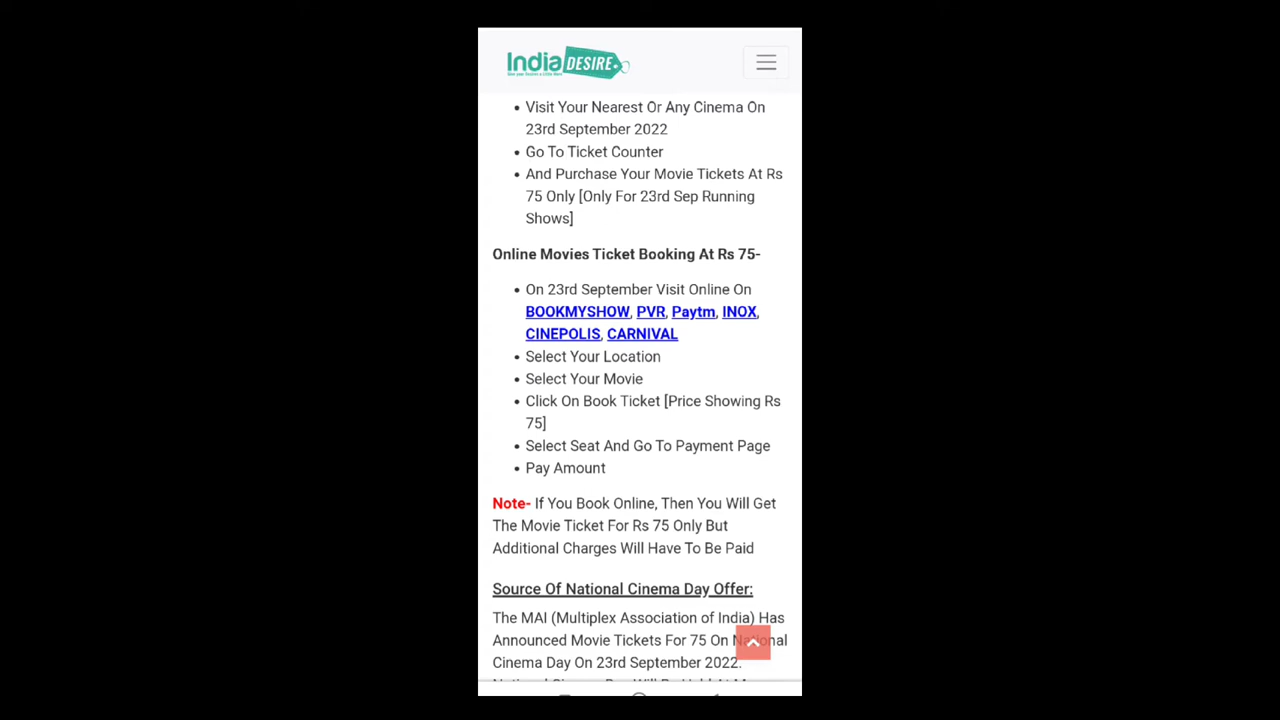 India DESIRE
Visit Your Nearest Or Any Cinema On
23rd September 2022
Go To Ticket Counter
And Purchase Your Movie Tickets At Rs
75 Only [Only For 23rd Sep Running
Shows]
Online Movies Ticket Booking At Rs 75-
On 23rd September Visit Online On
BOOKMYSHOW, PVR, Paytm, INOX,
CINEPOLIS, CARNIVAL
Select Your Location
Select Your Movie
Click On Book Ticket [Price Showing Rs
75]
Select Seat And Go To Payment Page
Pay Amount
Note- If You Book Online, Then You Will Get
The Movie Ticket For Rs 75 Only But
Additional Charges Will Have To Be Paid
Source Of National Cinema Day Offer:
The MAI (Multiplex Association of India) Has
Announced Movie Tickets For 75 On National
Cinema Day On 23rd September 2022.